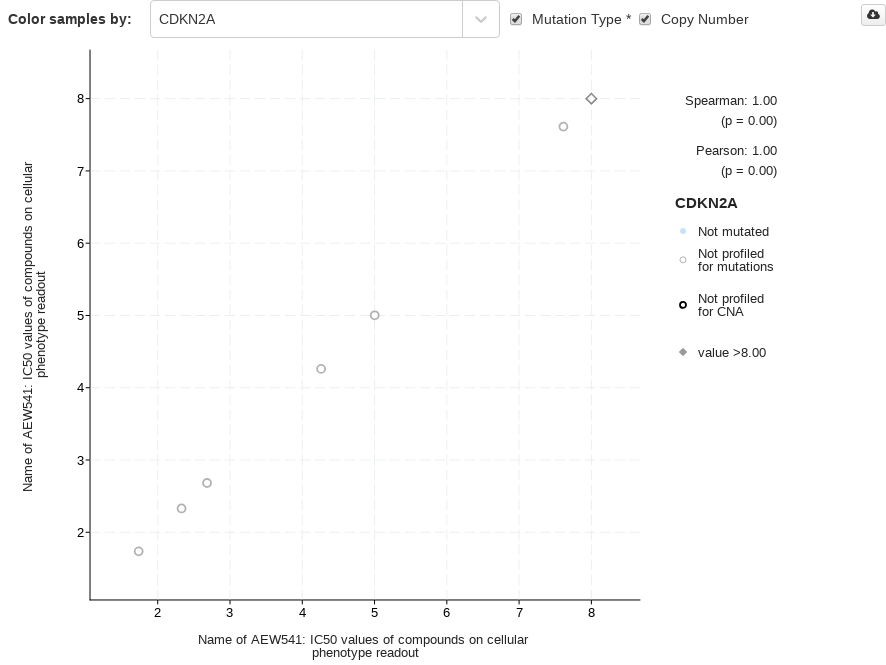 Color samples by:
CDKN2A
Mutation Type *
Copy Number
Spearman: 1.00
(p = 0.00)
Pearson: 1.00
(p = 0.00)
CDKN2A
Not mutated
Not profiled
for mutations
Not profiled
for CNA
value >8.00
Name of AEW541: IC50 values of compounds on cellular
phenotype readout
8
7
6
5
4
3
2
2 3 4 5 6 7 8
Name of AEW541: IC50 values of compounds on cellular
phenotype readout